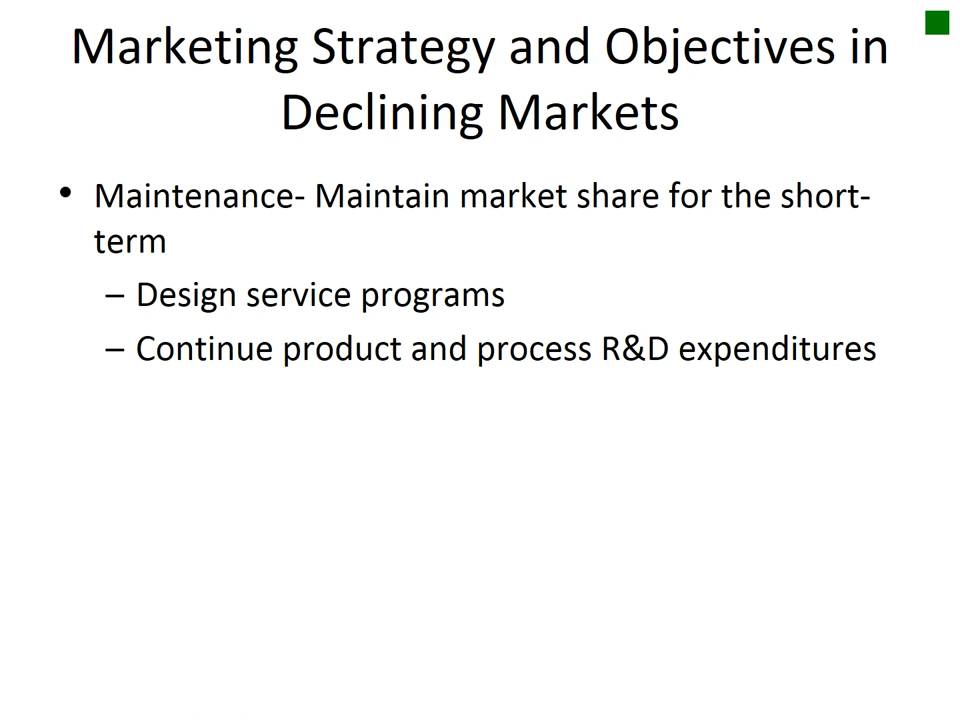 Marketing Strategy and Objectives in
Declining Markets
• Maintenance- Maintain market share for the short-
term
– Design service programs
– Continue product and process R&D expenditures